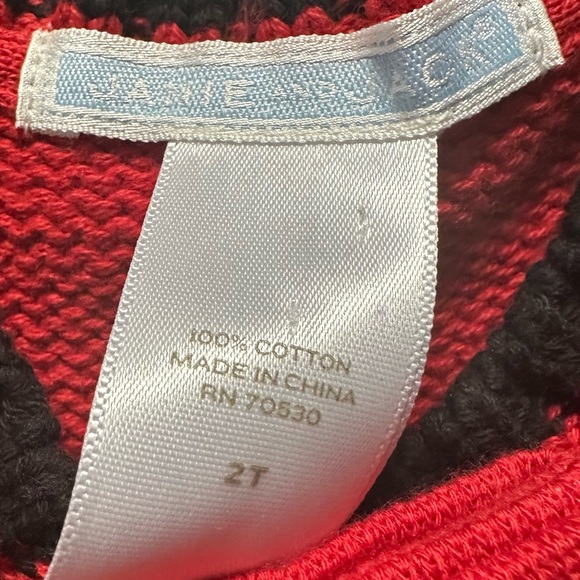 JANIE AND JACK®
100% COTTON
MADE IN CHINA
RN 70530
2T